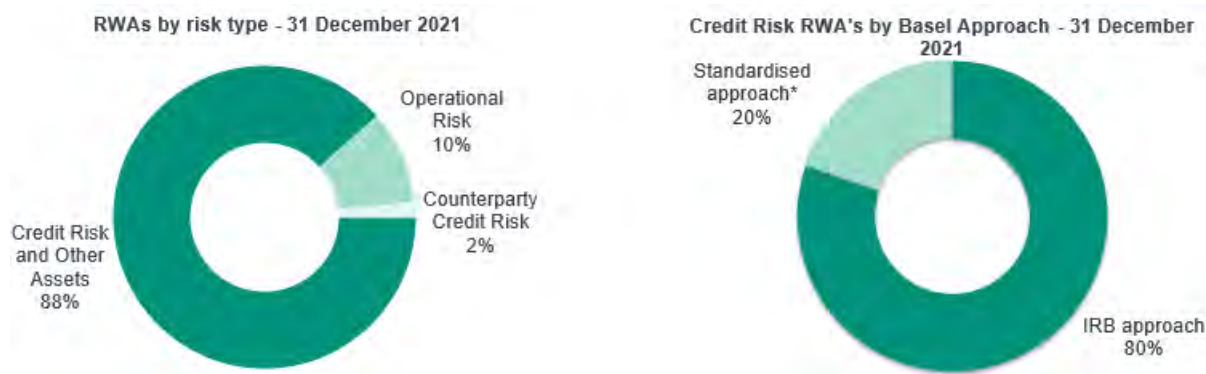 RWAs by risk type - 31 December 2021
Operational
Risk
10%
Counterparty
Credit Risk
2%
Credit Risk
and Other
Assets
88%
Credit Risk RWA's by Basel Approach - 31 December
2021
Standardised
approach*
20%
IRB approach
80%